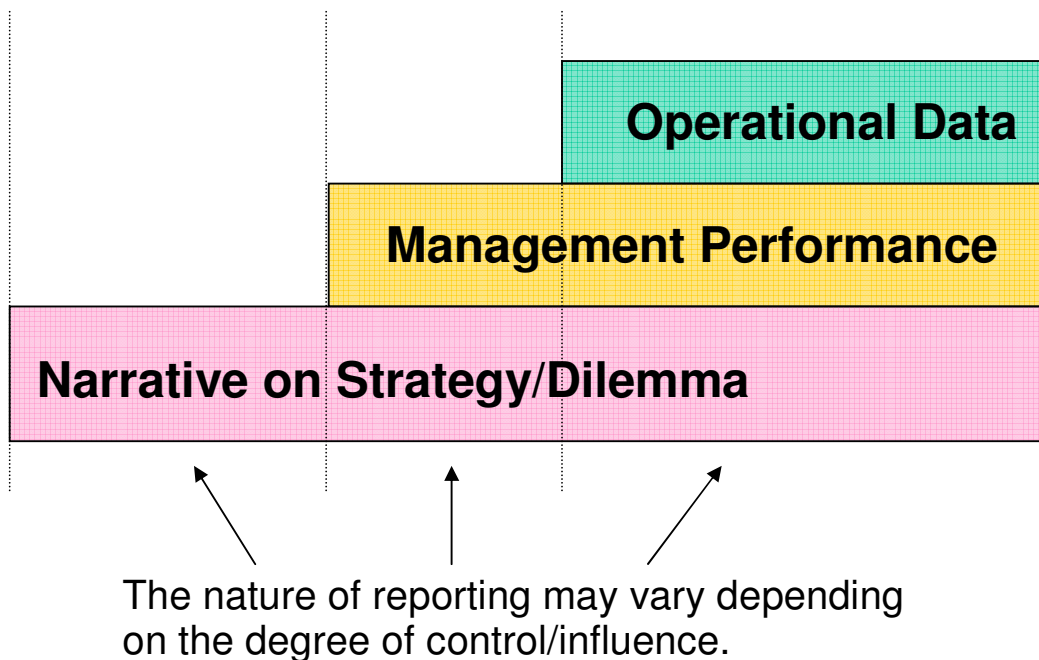 Operational Data
Management Performance
Narrative on Strategy/Dilemma
The nature of reporting may vary depending
on the degree of control/influence.